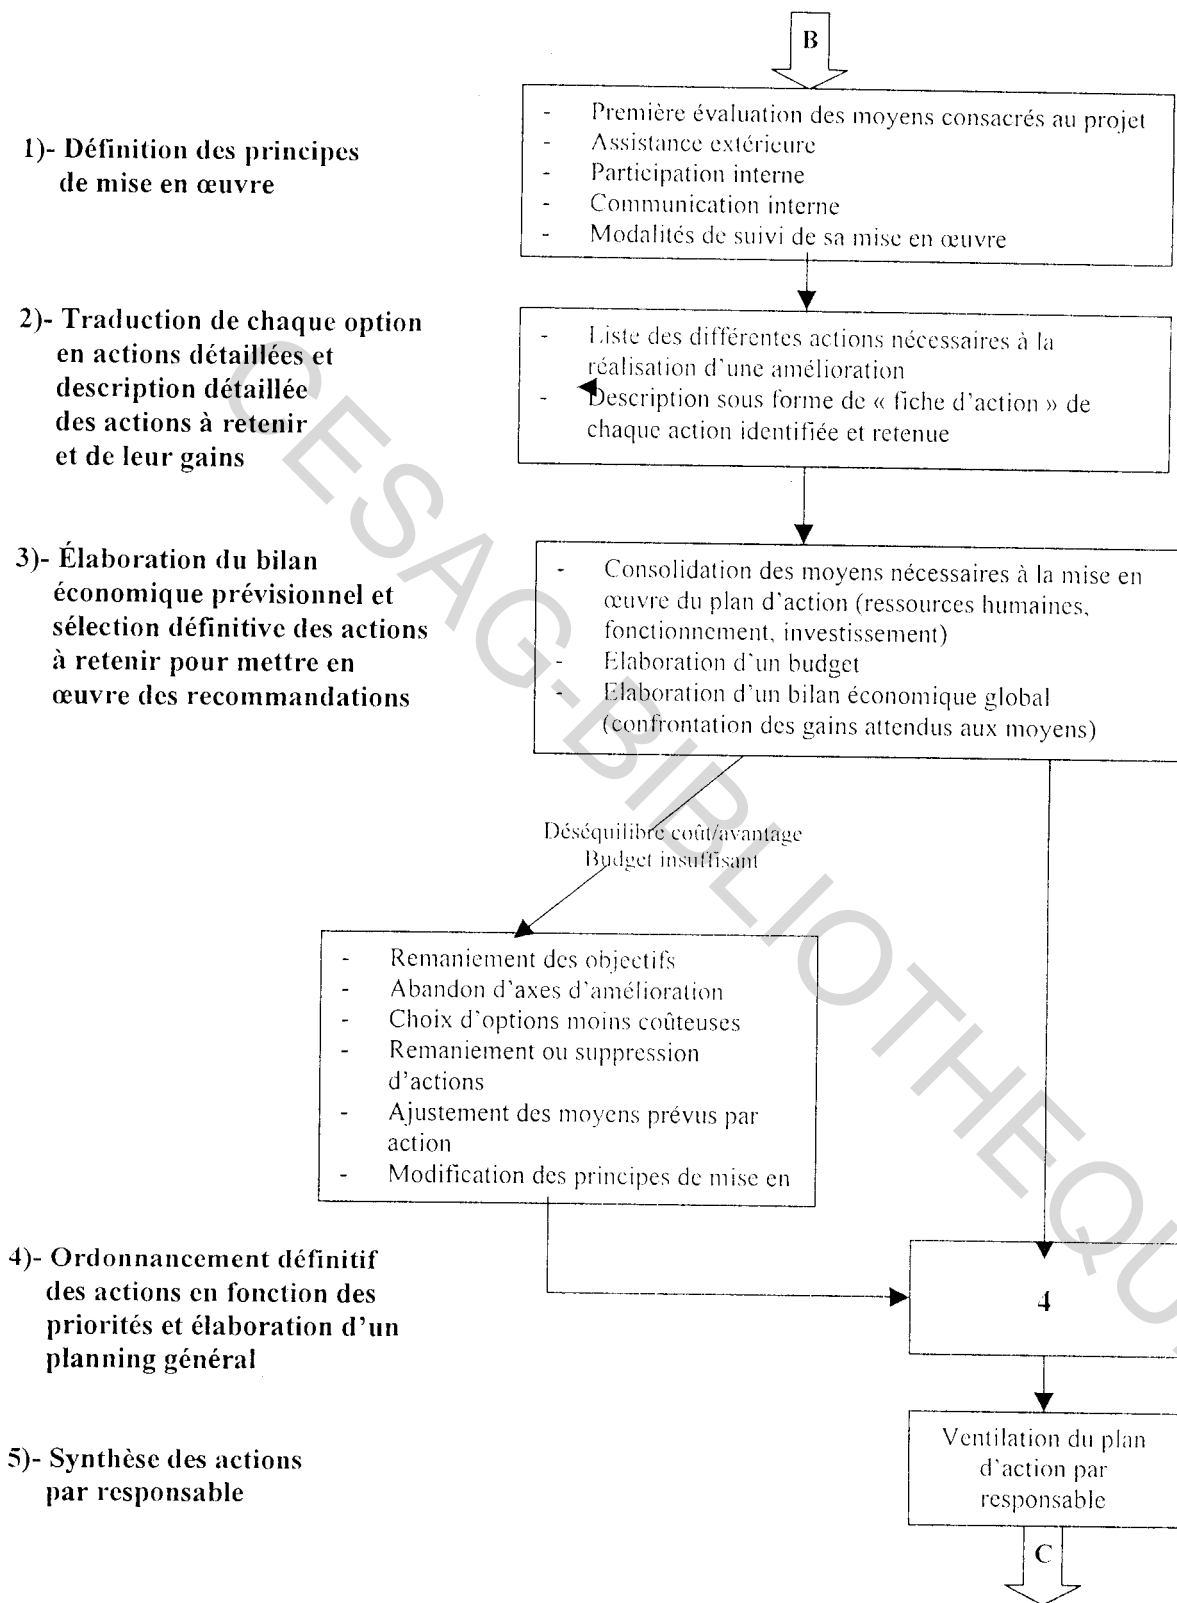 B
1)- Définition des principes
de mise en œuvre
- Première évaluation des moyens consacrés au projet
- Assistance extérieure
- Participation interne
- Communication interne
- Modalités de suivi de sa mise en œuvre
2)- Traduction de chaque option
en actions détaillées et
description détaillée
des actions à retenir
et de leur gains
- Liste des différentes actions nécessaires à la
réalisation d'une amélioration
- Description sous forme de « fiche d'action » de
chaque action identifiée et retenue
3)- Élaboration du bilan
économique prévisionnel et
sélection définitive des actions
à retenir pour mettre en
œuvre des recommandations
- Consolidation des moyens nécessaires à la mise en
œuvre du plan d'action (ressources humaines,
fonctionnement, investissement)
- Elaboration d'un budget
- Elaboration d'un bilan économique global
(confrontation des gains attendus aux moyens)
Déséquilibre coût/avantage
Budget insuffisant
- Remaniement des objectifs
- Abandon d'axes d'amélioration
- Choix d'options moins coûteuses
- Remaniement ou suppression
d'actions
- Ajustement des moyens prévus par
action
- Modification des principes de mise en
4)- Ordonnancement définitif
des actions en fonction des
priorités et élaboration d'un
planning général
4
5)- Synthèse des actions
par responsable
Ventilation du plan
d'action par
responsable
C
CESAG-BIBLIOTHEQU